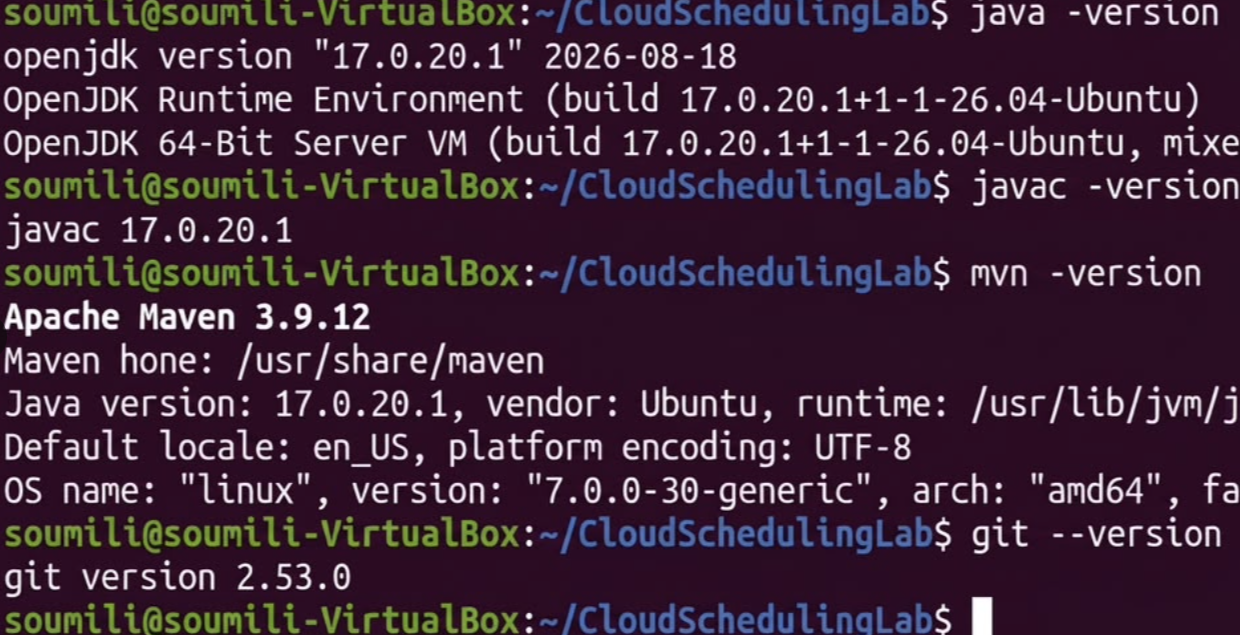 soumili@soumili-VirtualBox:~/CloudSchedulingLab$ java -version
openjdk version "17.0.20.1" 2026-08-18
OpenJDK Runtime Environment (build 17.0.20.1+1-1-26.04-Ubuntu)
OpenJDK 64-Bit Server VM (build 17.0.20.1+1-1-26.04-Ubuntu, mixe
soumili@soumili-VirtualBox:~/CloudSchedulingLab$ javac -version
javac 17.0.20.1
soumili@soumili-VirtualBox:~/CloudSchedulingLab$ mvn -version
Apache Maven 3.9.12
Maven hone: /usr/share/maven
Java version: 17.0.20.1, vendor: Ubuntu, runtime: /usr/lib/jvm/j
Default locale: en_US, platform encoding: UTF-8
OS name: "linux", version: "7.0.0-30-generic", arch: "amd64", fa
soumili@soumili-VirtualBox:~/CloudSchedulingLab$ git --version
git version 2.53.0
soumili@soumili-VirtualBox:~/CloudSchedulingLab$